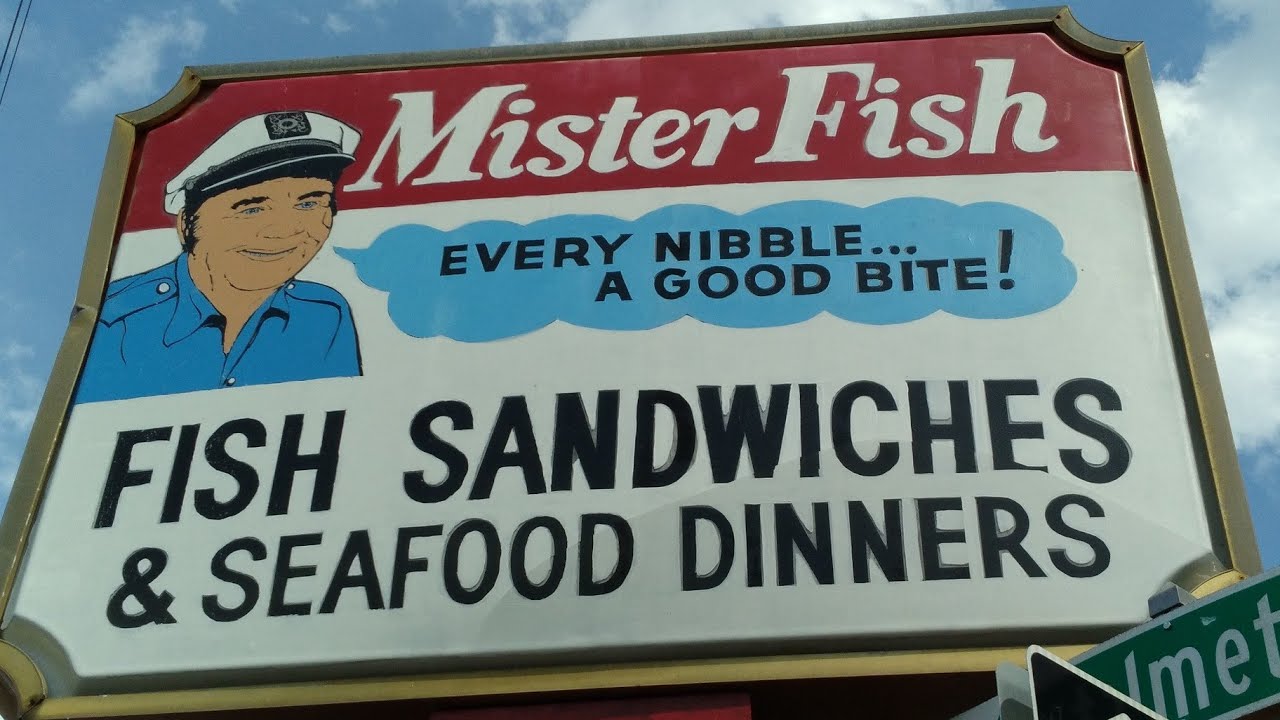 Mister Fish
EVERY NIBBLE...
A GOOD BITE!
FISH SANDWICHES
& SEAFOOD DINNERS